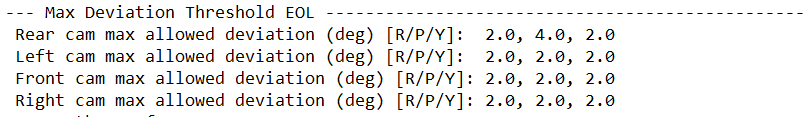 --- Max Deviation Threshold EOL ------------------------------------------------
Rear cam max allowed deviation (deg) [R/P/Y]:  2.0, 4.0, 2.0
Left cam max allowed deviation (deg) [R/P/Y]:  2.0, 2.0, 2.0
Front cam max allowed deviation (deg) [R/P/Y]: 2.0, 2.0, 2.0
Right cam max allowed deviation (deg) [R/P/Y]: 2.0, 2.0, 2.0